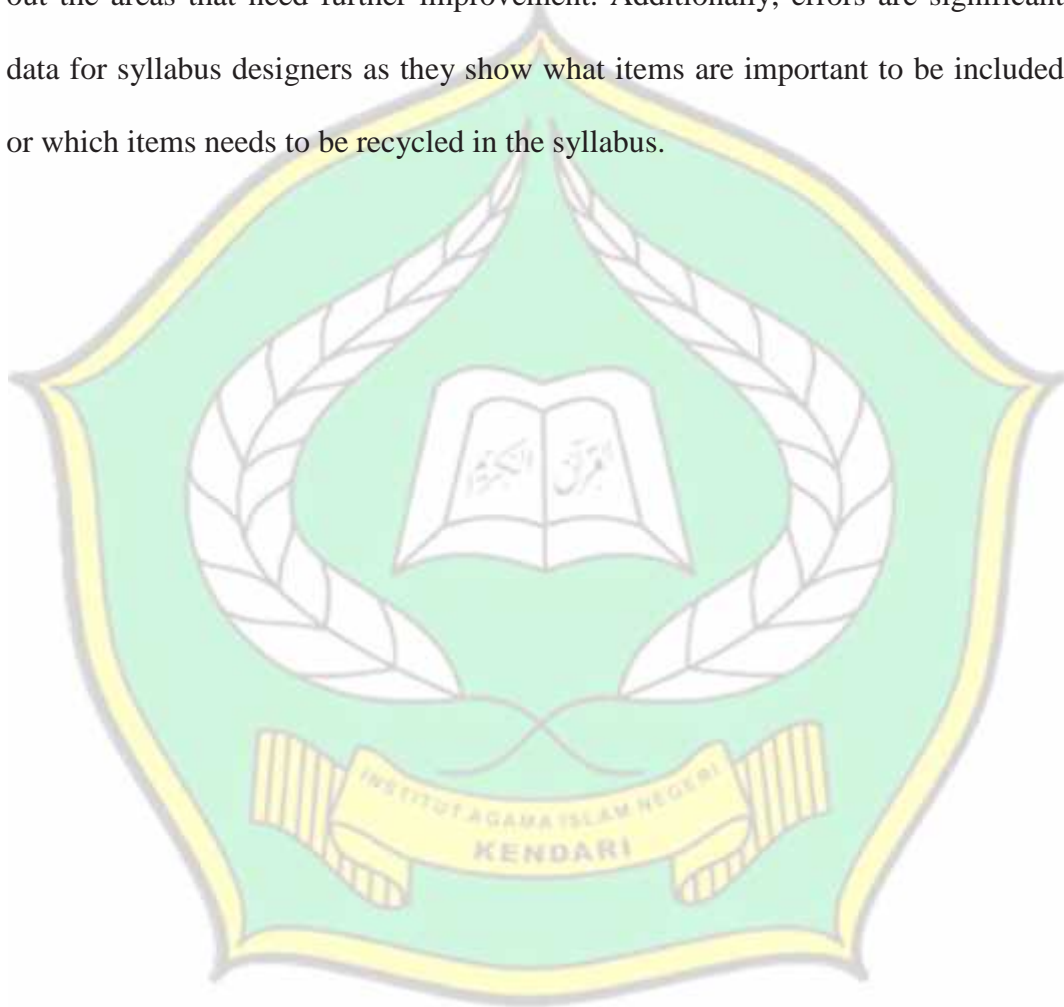 out the areas that need further improvement. Additionally, errors are significant
data for syllabus designers as they show what items are important to be included
or which items needs to be recycled in the syllabus.
القرآن الكريم
INSTITUT AGAMA ISLAM NEGERI
KENDARI